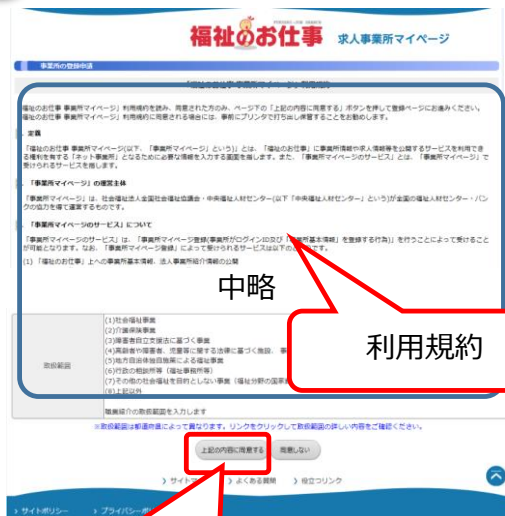 福祉のお仕事 求人事業所マイページ
事業所の登録申請
「福祉のお仕事 事業所マイページ」利用規約
福祉のお仕事 事業所マイページ」利用規約を読み、同意された方のみ、ページ下の「上記の内容に同意する」ボタンを押して登録ページにお進みください。
福祉のお仕事 事業所マイページ」利用規約に同意される場合には、事前にプリンタで打ち出し保管することをお勧めします。
定義
「福祉のお仕事 事業所マイページ(以下、「事業所マイページ」という)」とは、「福祉のお仕事」に事業所情報や求人情報等を公開するサービスを利用でき
る権利を有する「ネット事業所」となるために必要な情報を入力する画面を指します。また、「事業所マイページのサービス」とは、「事業所マイページ」で
受けられるサービスを指します。
「事業所マイページ」の運営主体
「事業所マイページ」は、社会福祉法人全国社会福祉協議会・中央福祉人材センター(以下「中央福祉人材センター」という)が全国の福祉人材センター・バン
クの協力を得て運営するものです。
「事業所マイページのサービス」について
「事業所マイページのサービス」は、「事業所マイページ登録(事業所がログインID及び「事業所基本情報」を登録する行為)」を行うことによって受けること
が可能となります。なお、「事業所マイページ登録」によって受けられるサービスは以下の
です。
(1) 「福祉のお仕事」上への事業所基本情報、法人事業所紹介情報の公開
中略
利用規約
取扱範囲
(1)社会福祉事業
(2)介護保険事業
(3)障害者自立支援法に基づく事業
(4)高齢者や障害者、児童等に関する法律に基づく施設、事
(5)地方自治体独自施策による福祉事業
(6)行政の相談所等（福祉事務所等）
(7)その他の社会福祉を目的としない事業（福祉分野の国家
(8)上記以外
職業紹介の取扱範囲を入力します
※取扱範囲は都道府県によって異なります。リンクをクリックして取扱範囲の詳しい内容をご確認ください。
上記の内容に同意する 同意しない
› サイトマ › よくある質問 › 役立つリンク
› サイトポリシー › プライバシーポ